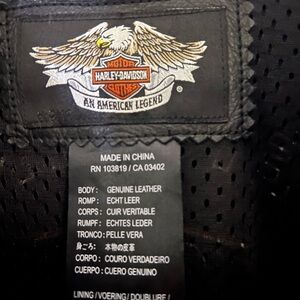 MOTOR
HARLEY-DAVIDSON
CLOTHES
AN AMERICAN LEGEND
MADE IN CHINA
RN 103819 / CA 03402
BODY: GENUINE LEATHER
ROMP: ECHT LEER
CORPS: CUIR VERITABLE
RUMPF: ECHTES LEDER
TRONCO: PELLE VERA
身ごろ: 本物の皮革
CORPO: COURO VERDADEIRO
CUERPO: CUERO GENUINO
LINING / VOERING / DOUBLURE /